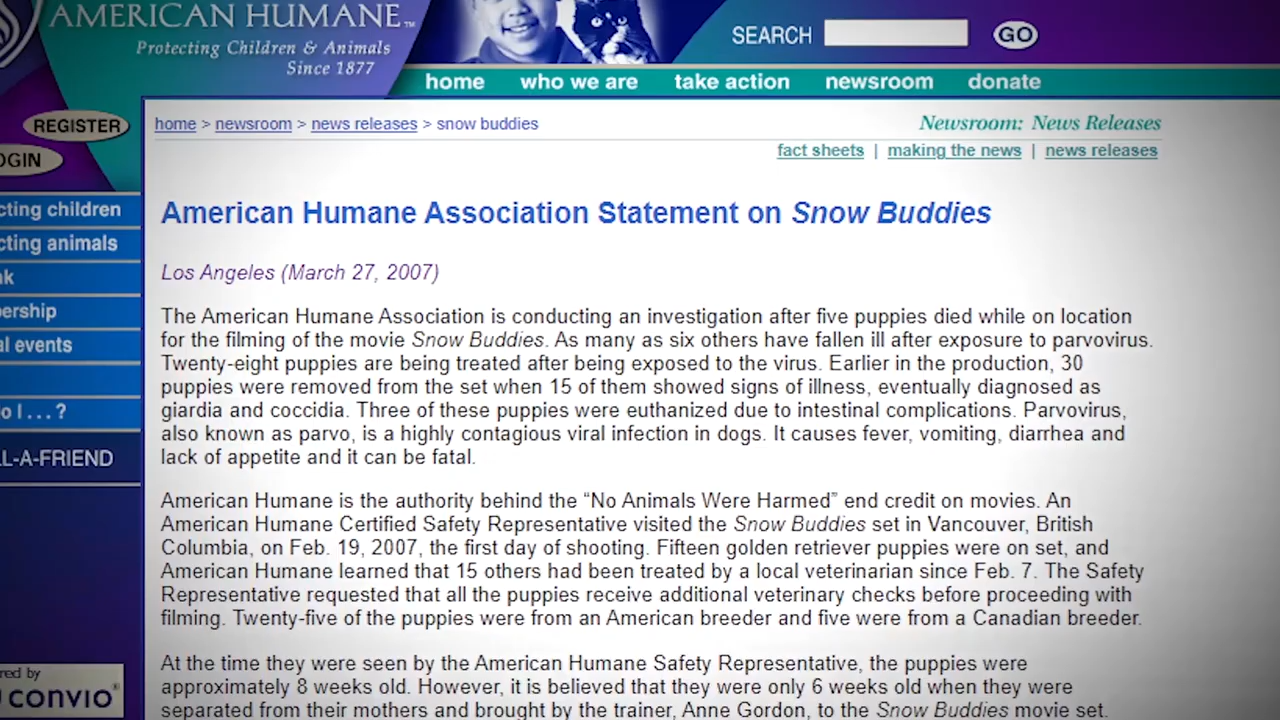 AMERICAN HUMANE™
Protecting Children & Animals
Since 1877
SEARCH GO
home who we are take action newsroom donate
REGISTER
home > newsroom > news releases > snow buddies
Newsroom: News Releases
OGIN
fact sheets | making the news | news releases
cting children
cting animals
ak
bership
al events
o I . . . ?
LL-A-FRIEND
American Humane Association Statement on Snow Buddies
Los Angeles (March 27, 2007)
The American Humane Association is conducting an investigation after five puppies died while on location
for the filming of the movie Snow Buddies. As many as six others have fallen ill after exposure to parvovirus.
Twenty-eight puppies are being treated after being exposed to the virus. Earlier in the production, 30
puppies were removed from the set when 15 of them showed signs of illness, eventually diagnosed as
giardia and coccidia. Three of these puppies were euthanized due to intestinal complications. Parvovirus,
also known as parvo, is a highly contagious viral infection in dogs. It causes fever, vomiting, diarrhea and
lack of appetite and it can be fatal.
American Humane is the authority behind the “No Animals Were Harmed” end credit on movies. An
American Humane Certified Safety Representative visited the Snow Buddies set in Vancouver, British
Columbia, on Feb. 19, 2007, the first day of shooting. Fifteen golden retriever puppies were on set, and
American Humane learned that 15 others had been treated by a local veterinarian since Feb. 7. The Safety
Representative requested that all the puppies receive additional veterinary checks before proceeding with
filming. Twenty-five of the puppies were from an American breeder and five were from a Canadian breeder.
At the time they were seen by the American Humane Safety Representative, the puppies were
approximately 8 weeks old. However, it is believed that they were only 6 weeks old when they were
separated from their mothers and brought by the trainer, Anne Gordon, to the Snow Buddies movie set.
red by
convio®